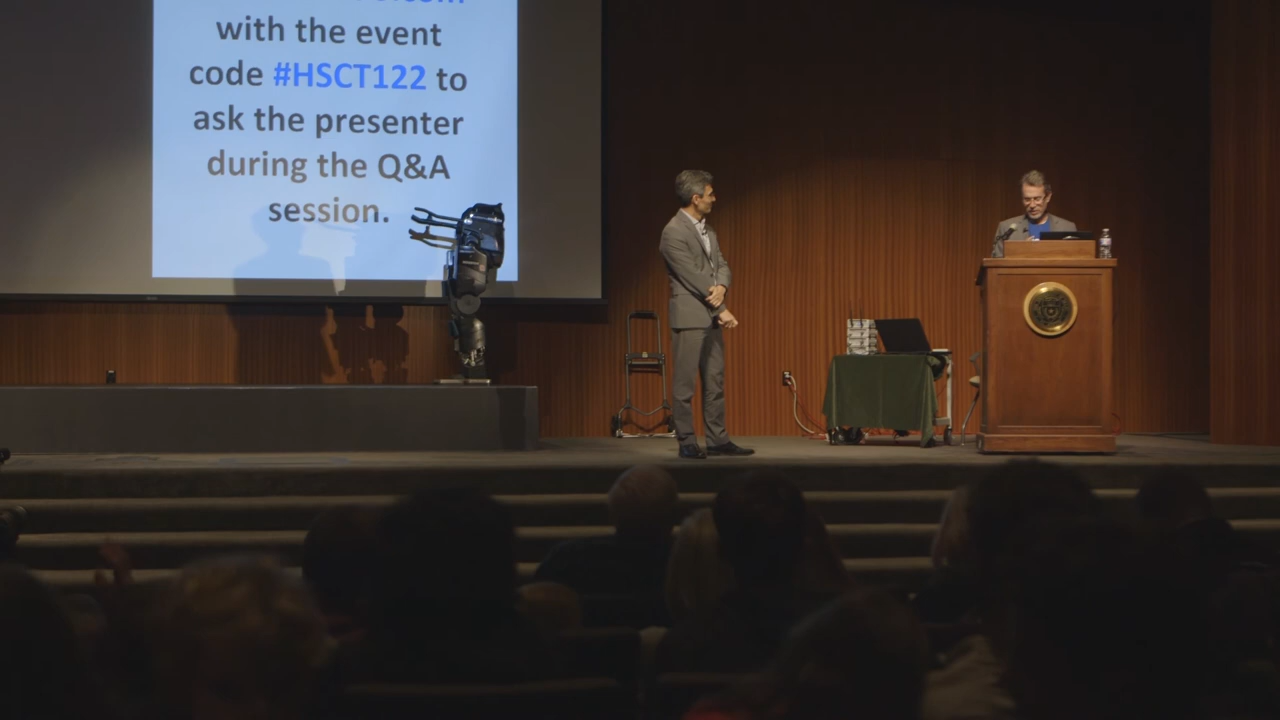 with the event
code #HSCT122 to
ask the presenter
during the Q&A
session.